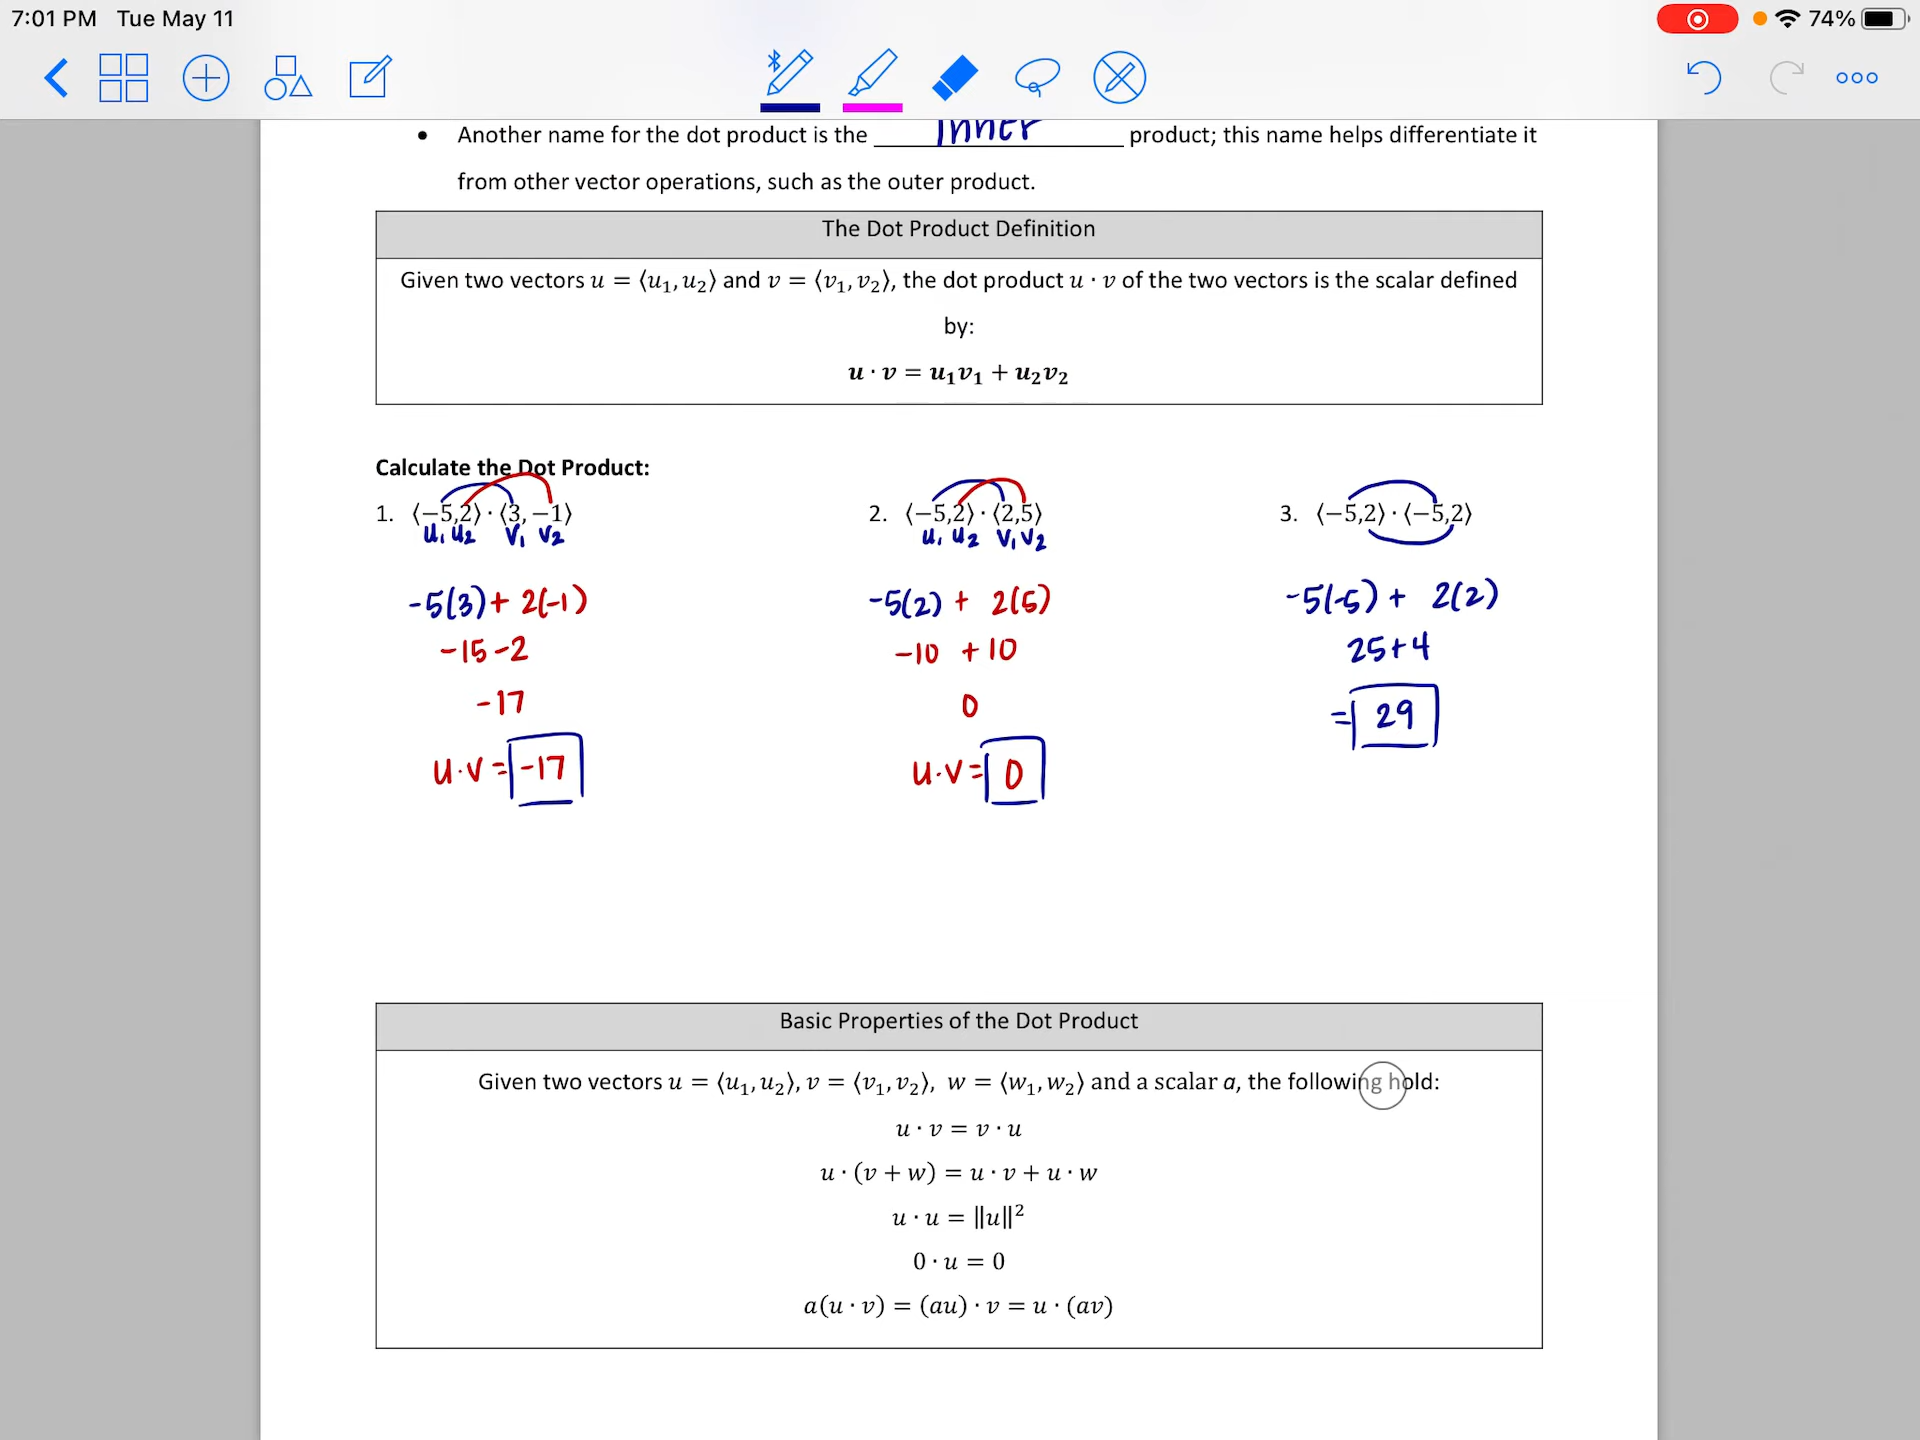 7:01 PM Tue May 11
74%
• Another name for the dot product is the inner product; this name helps differentiate it
from other vector operations, such as the outer product.
The Dot Product Definition
Given two vectors u = ⟨u₁, u₂⟩ and v = ⟨v₁, v₂⟩, the dot product u · v of the two vectors is the scalar defined
by:
u · v = u₁v₁ + u₂v₂
Calculate the Dot Product:
1. ⟨−5,2⟩ · ⟨3, −1⟩
u₁ u₂ v₁ v₂
-5(3) + 2(-1)
-15 - 2
-17
u·v = -17
2. ⟨−5,2⟩ · ⟨2,5⟩
u₁ u₂ v₁ v₂
-5(2) + 2(5)
-10 + 10
0
u·v = 0
3. ⟨−5,2⟩ · ⟨−5,2⟩
-5(-5) + 2(2)
25 + 4
= 29
Basic Properties of the Dot Product
Given two vectors u = ⟨u₁, u₂⟩, v = ⟨v₁, v₂⟩, w = ⟨w₁, w₂⟩ and a scalar a, the following hold:
u · v = v · u
u · (v + w) = u · v + u · w
u · u = ‖u‖²
0 · u = 0
a(u · v) = (au) · v = u · (av)